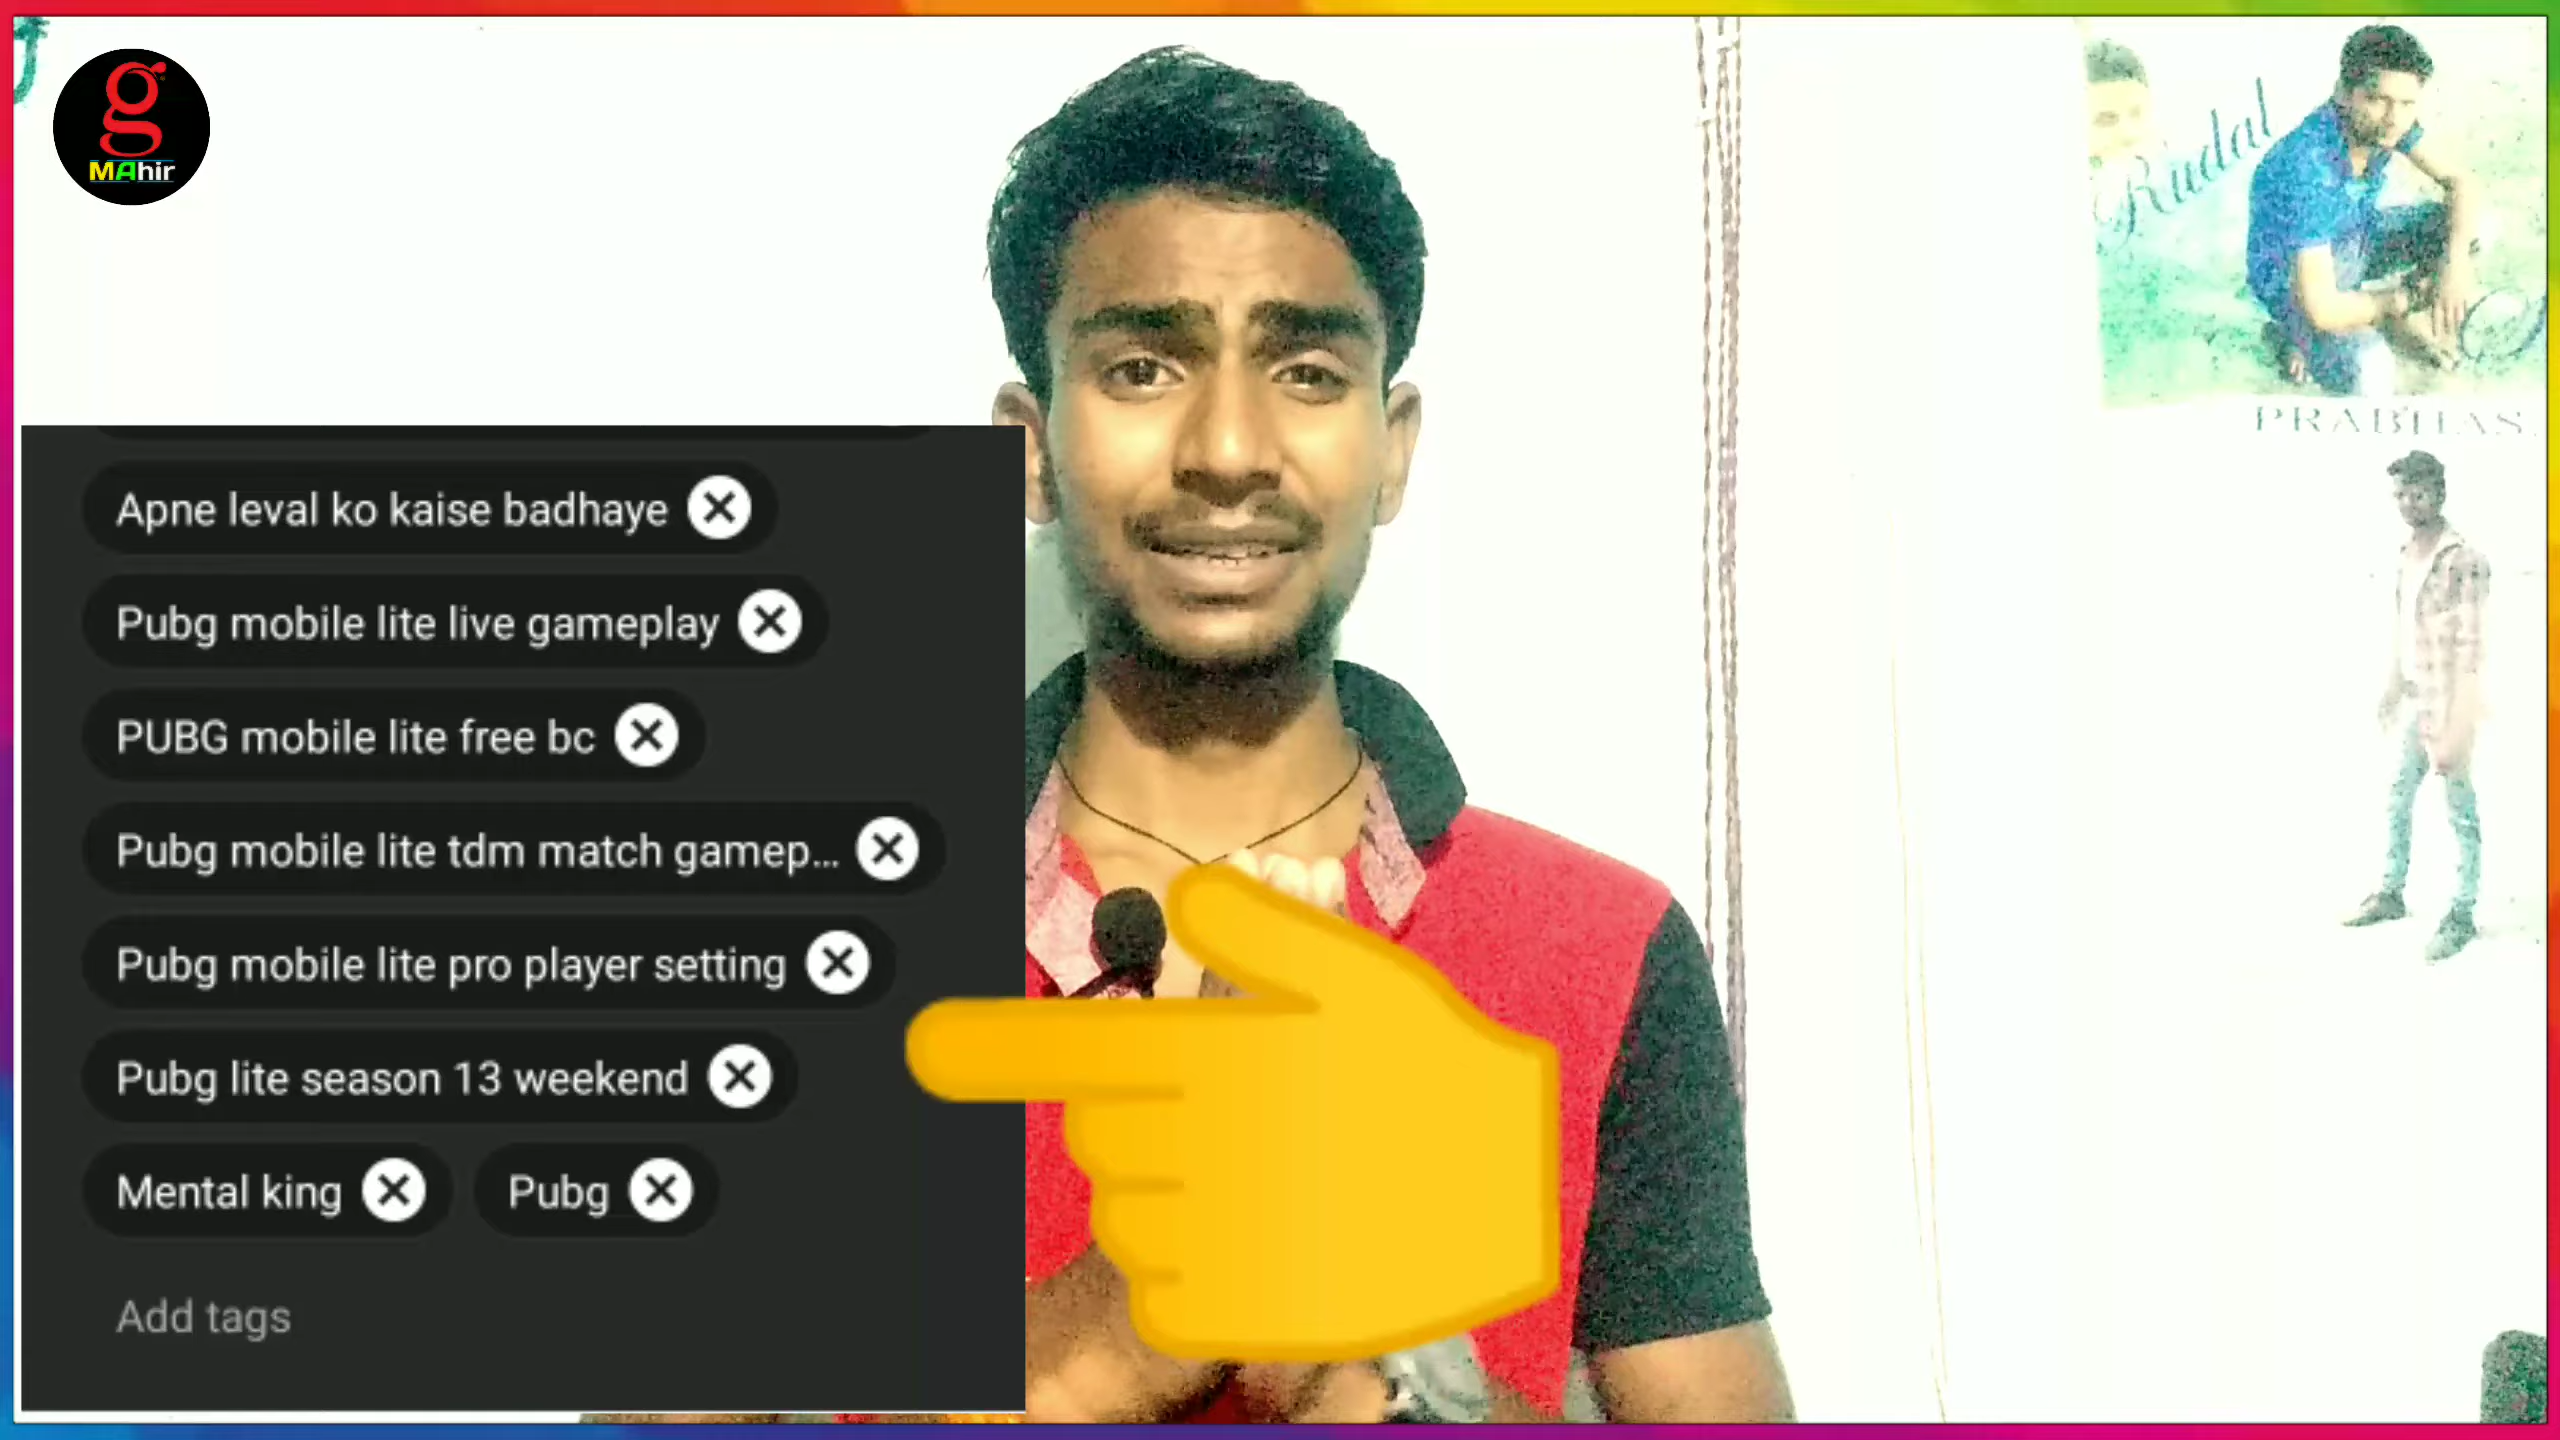 g
MAhir
Rudal
PRABHAS
Apne leval ko kaise badhaye
Pubg mobile lite live gameplay
PUBG mobile lite free bc
Pubg mobile lite tdm match gamep...
Pubg mobile lite pro player setting
Pubg lite season 13 weekend
Mental king Pubg
Add tags